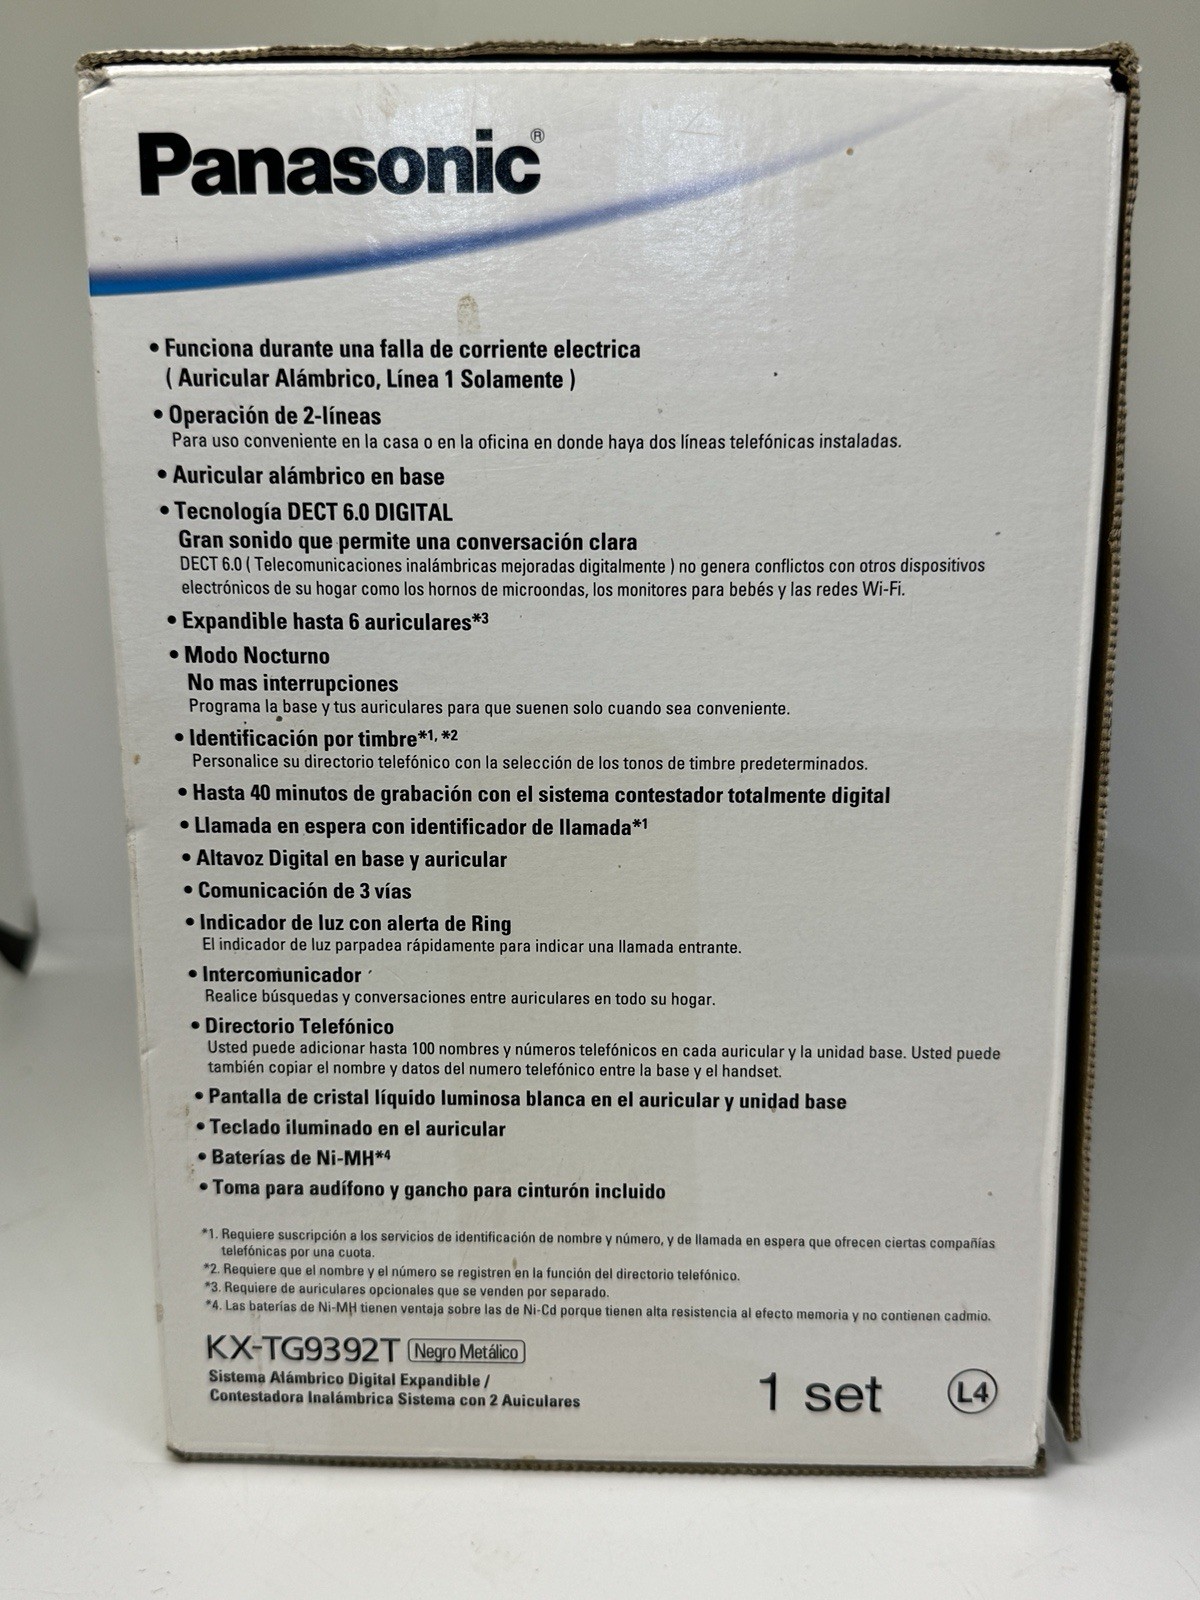 Panasonic®
• Funciona durante una falla de corriente electrica
( Auricular Alámbrico, Línea 1 Solamente )
• Operación de 2-líneas
Para uso conveniente en la casa o en la oficina en donde haya dos líneas telefónicas instaladas.
• Auricular alámbrico en base
• Tecnología DECT 6.0 DIGITAL
Gran sonido que permite una conversación clara
DECT 6.0 ( Telecomunicaciones inalámbricas mejoradas digitalmente ) no genera conflictos con otros dispositivos
electrónicos de su hogar como los hornos de microondas, los monitores para bebés y las redes Wi-Fi.
• Expandible hasta 6 auriculares*3
• Modo Nocturno
No mas interrupciones
Programa la base y tus auriculares para que suenen solo cuando sea conveniente.
• Identificación por timbre*1, *2
Personalice su directorio telefónico con la selección de los tonos de timbre predeterminados.
• Hasta 40 minutos de grabación con el sistema contestador totalmente digital
• Llamada en espera con identificador de llamada*1
• Altavoz Digital en base y auricular
• Comunicación de 3 vías
• Indicador de luz con alerta de Ring
El indicador de luz parpadea rápidamente para indicar una llamada entrante.
• Intercomunicador
Realice búsquedas y conversaciones entre auriculares en todo su hogar.
• Directorio Telefónico
Usted puede adicionar hasta 100 nombres y números telefónicos en cada auricular y la unidad base. Usted puede
también copiar el nombre y datos del numero telefónico entre la base y el handset.
• Pantalla de cristal líquido luminosa blanca en el auricular y unidad base
• Teclado iluminado en el auricular
• Baterías de Ni-MH*4
• Toma para audífono y gancho para cinturón incluido
*1. Requiere suscripción a los servicios de identificación de nombre y número, y de llamada en espera que ofrecen ciertas compañías
telefónicas por una cuota.
*2. Requiere que el nombre y el número se registren en la función del directorio telefónico.
*3. Requiere de auriculares opcionales que se venden por separado.
*4. Las baterías de Ni-MH tienen ventaja sobre las de Ni-Cd porque tienen alta resistencia al efecto memoria y no contienen cadmio.
KX-TG9392T Negro Metálico
Sistema Alámbrico Digital Expandible /
Contestadora Inalámbrica Sistema con 2 Auiculares
1 set
L4